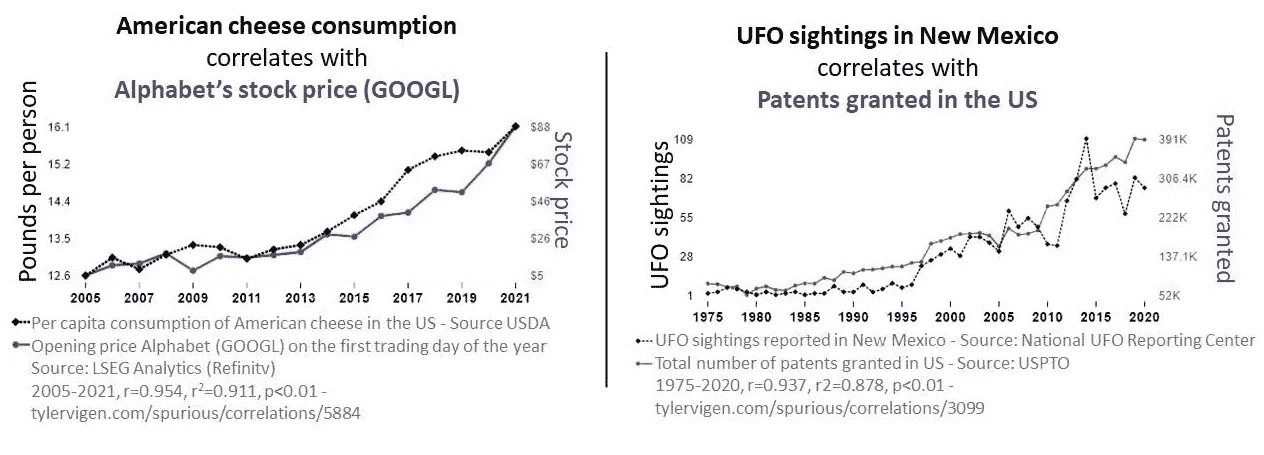 American cheese consumption
correlates with
Alphabet's stock price (GOOGL)
Pounds per person
16.1
15.2
14.4
13.5
12.6
$88
$67
$46
$26
$5
Stock price
2005 2007 2009 2011 2013 2015 2017 2019 2021
Per capita consumption of American cheese in the US - Source USDA
Opening price Alphabet (GOOGL) on the first trading day of the year
Source: LSEG Analytics (Refinitv)
2005-2021, r=0.954, r²=0.911, p<0.01 -
tylervigen.com/spurious/correlations/5884
UFO sightings in New Mexico
correlates with
Patents granted in the US
UFO sightings
109
82
55
28
1
391K
306.4K
222K
137.1K
52K
Patents granted
1975 1980 1985 1990 1995 2000 2005 2010 2015 2020
UFO sightings reported in New Mexico - Source: National UFO Reporting Center
Total number of patents granted in US - Source: USPTO
1975-2020, r=0.937, r2=0.878, p<0.01 -
tylervigen.com/spurious/correlations/3099